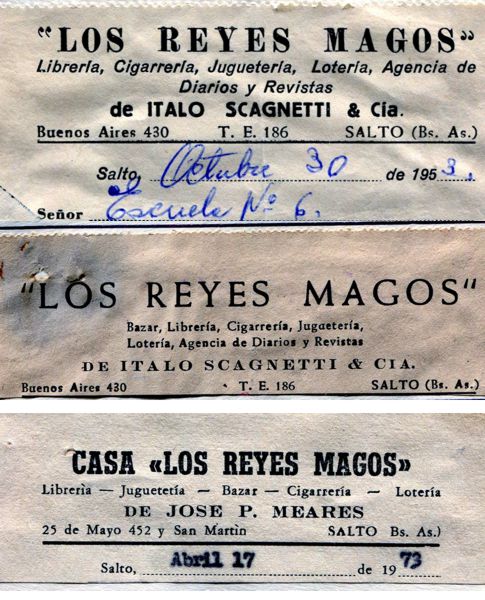 “LOS REYES MAGOS”
Librería, Cigarrería, Juguetería, Lotería, Agencia de
Diarios y Revistas
de ITALO SCAGNETTI & Cía.
Buenos Aires 430 T. E. 186 SALTO (Bs. As.)
Salto, Octubre 30 de 1953.
Señor Escuela Nº 6.
"LOS REYES MAGOS"
Bazar, Librería, Cigarrería, Juguetería,
Lotería, Agencia de Diarios y Revistas
DE ITALO SCAGNETTI & CIA.
Buenos Aires 430 T. E. 186 SALTO (Bs. As.)
CASA «LOS REYES MAGOS»
Librería — Juguetería — Bazar — Cigarrería — Lotería
DE JOSE P. MEARES
25 de Mayo 452 y San Martín SALTO Bs. As.)
Salto, Abril 17 de 1973